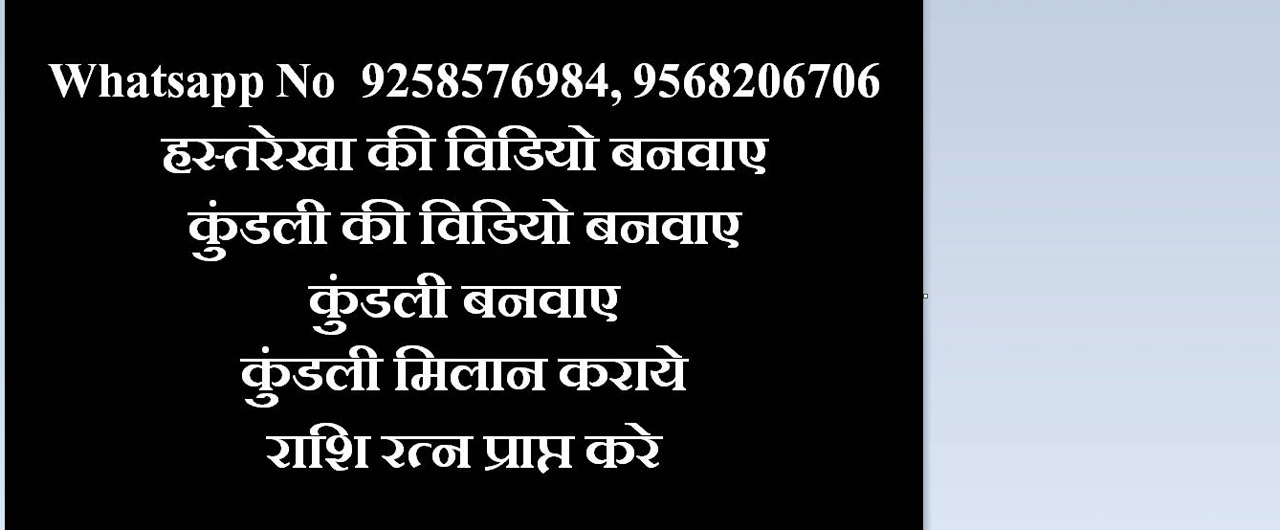 Whatsapp No 9258576984, 9568206706
हस्तरेखा की विडियो बनवाए
कुंडली की विडियो बनवाए
कुंडली बनवाए
कुंडली मिलान कराये
राशि रत्न प्राप्त करे